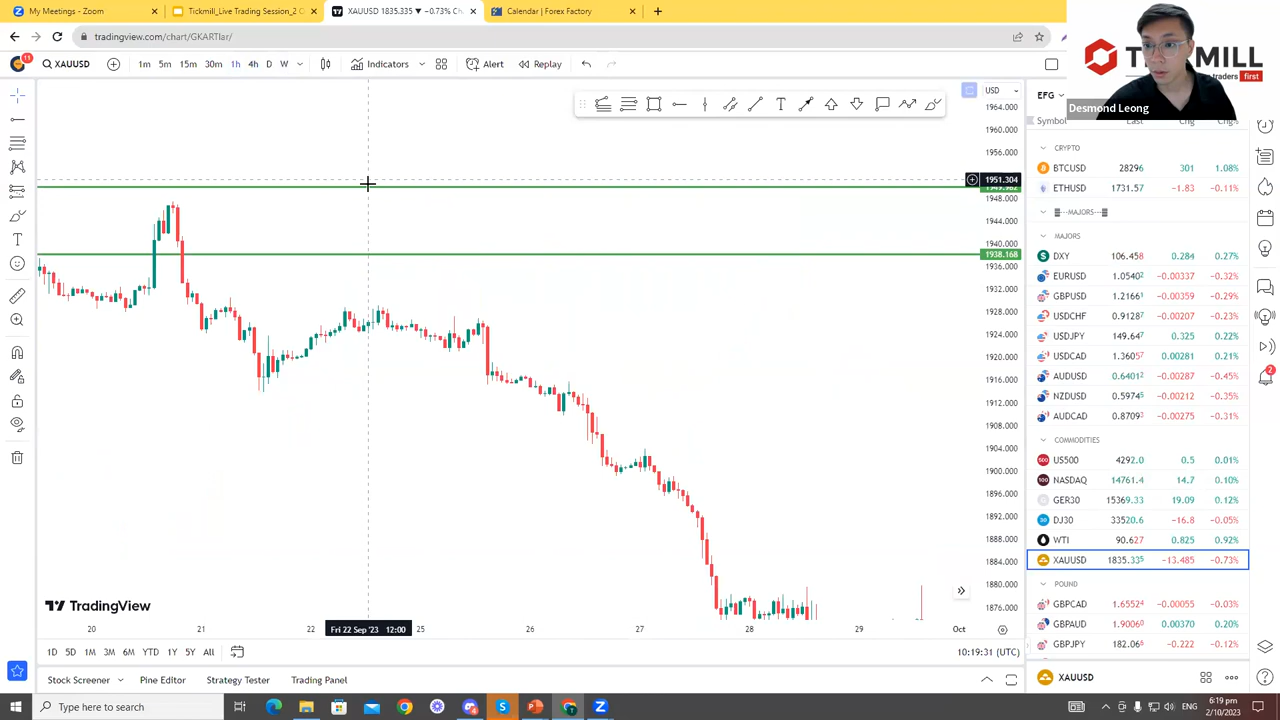 My Meetings - Zoom
Tickmill_Live Trading Session_2 O
XAUUSD 1835.335 ▼ −0.73% C
Calendar | Forex Factory
tradingview.com/chart/GKARTlar/
TICKMILL
traders first
Desmond Leong
11
XAUUSD
1m 5m 15m 30m 1h 4h D W
Indicators
Alert
Replay
EFG
USD
Symbol Last Chg Chg%
1964.000
1960.000
1956.000
1951.304
1949.982
1948.000
1944.000
1940.000
1938.168
1936.000
1932.000
1928.000
1924.000
1920.000
1916.000
1912.000
1908.000
1904.000
1900.000
1896.000
1892.000
1888.000
1884.000
1880.000
1876.000
CRYPTO
BTCUSD 28296 301 1.08%
ETHUSD 1731.57 −1.83 −0.11%
MAJORS
MAJORS
DXY 106.458 0.284 0.27%
EURUSD 1.05402 −0.00337 −0.32%
GBPUSD 1.21661 −0.00359 −0.29%
USDCHF 0.91287 −0.00207 −0.23%
USDJPY 149.647 0.325 0.22%
USDCAD 1.36057 0.00281 0.21%
AUDUSD 0.64012 −0.00287 −0.45%
NZDUSD 0.59745 −0.00212 −0.35%
AUDCAD 0.87093 −0.00275 −0.31%
COMMODITIES
US500 4292.0 0.5 0.01%
NASDAQ 14761.4 14.7 0.10%
GER30 15369.33 19.09 0.12%
DJ30 33520.6 −16.8 −0.05%
WTI 90.627 0.825 0.92%
XAUUSD 1835.335 −13.485 −0.73%
POUND
GBPCAD 1.65524 −0.00055 −0.03%
GBPAUD 1.90060 0.00370 0.20%
GBPJPY 182.066 −0.222 −0.12%
2
TradingView
20 21 22 Fri 22 Sep '23 12:00 25 26 27 28 29 Oct
1D 5D 1M 3M 6M YTD 1Y 5Y All
10:19:31 (UTC)
Stock Screener
Pine Editor
Strategy Tester
Trading Panel
XAUUSD
Type here to search
6:19 pm
2/10/2023